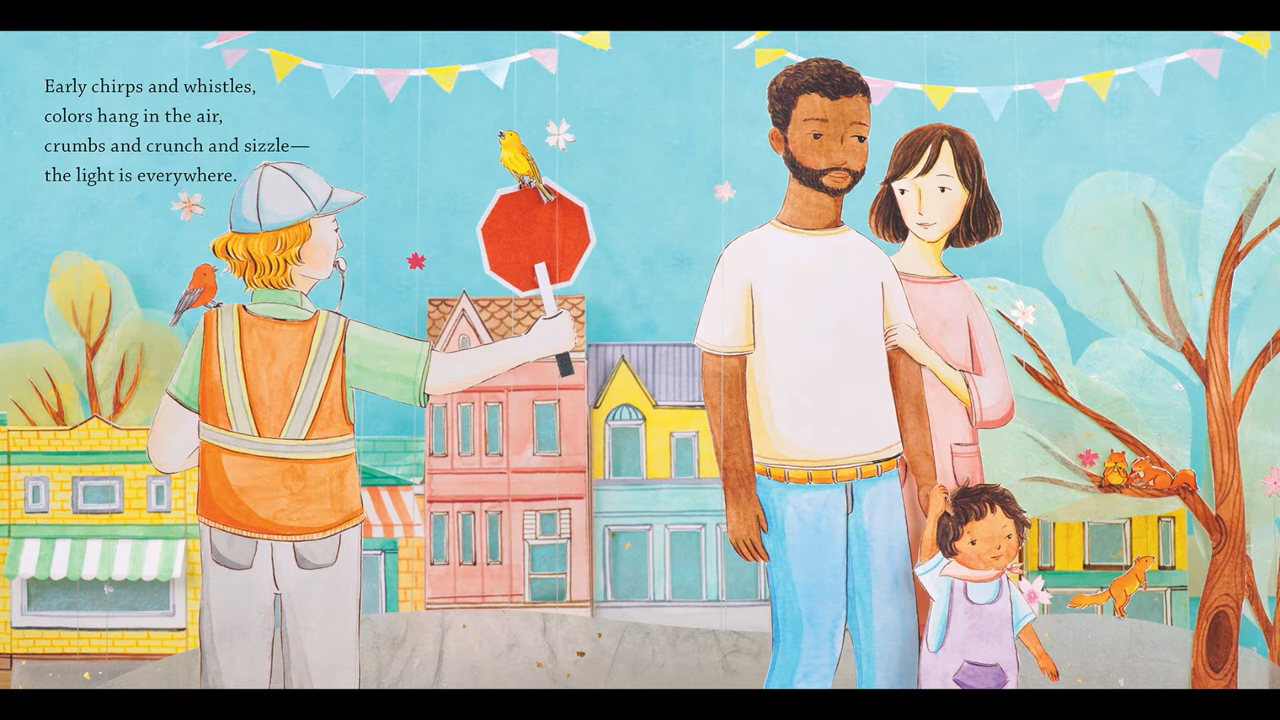 Early chirps and whistles,
colors hang in the air,
crumbs and crunch and sizzle—
the light is everywhere.